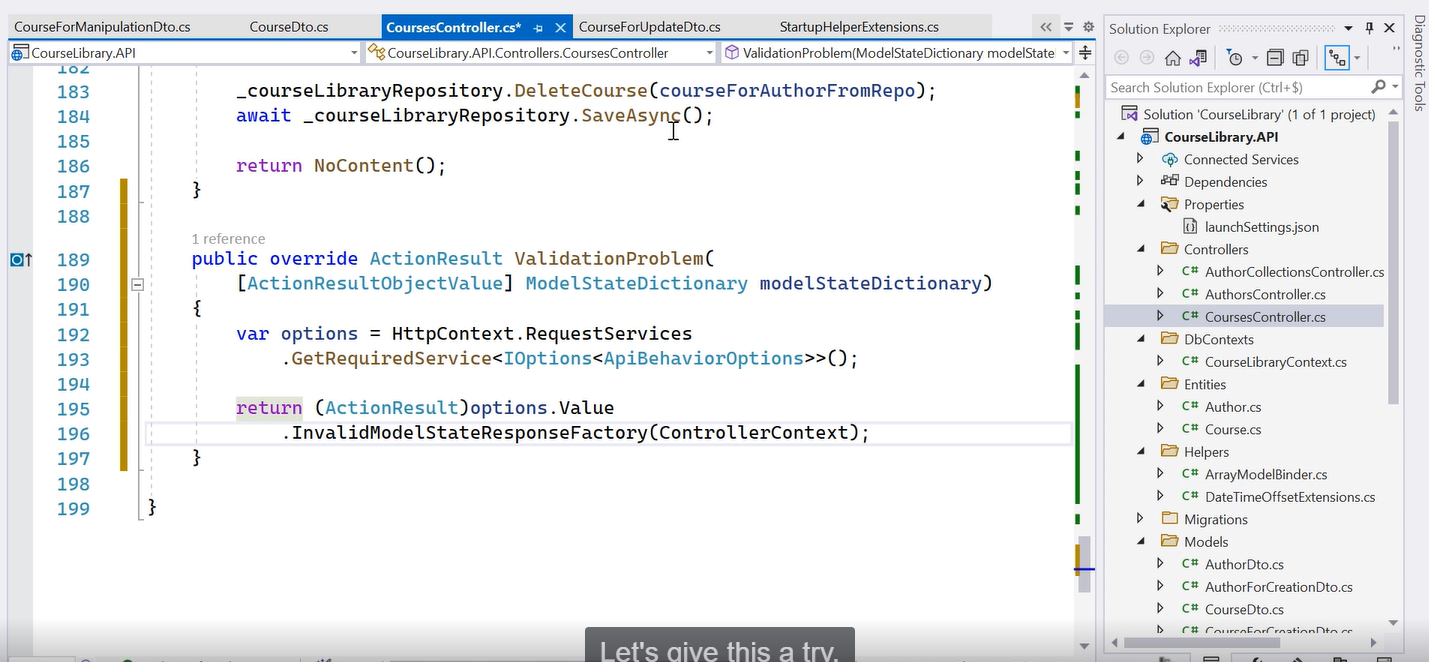 CourseForManipulationDto.cs CourseDto.cs CoursesController.cs* CourseForUpdateDto.cs StartupHelperExtensions.cs
CourseLibrary.API CourseLibrary.API.Controllers.CoursesController ValidationProblem(ModelStateDictionary modelState
182
183 _courseLibraryRepository.DeleteCourse(courseForAuthorFromRepo);
184 await _courseLibraryRepository.SaveAsync();
185
186 return NoContent();
187 }
188
1 reference
189 public override ActionResult ValidationProblem(
190 [ActionResultObjectValue] ModelStateDictionary modelStateDictionary)
191 {
192 var options = HttpContext.RequestServices
193 .GetRequiredService<IOptions<ApiBehaviorOptions>>();
194
195 return (ActionResult)options.Value
196 .InvalidModelStateResponseFactory(ControllerContext);
197 }
198
199 }
Let's give this a try.
Solution Explorer
Search Solution Explorer (Ctrl+$)
Solution 'CourseLibrary' (1 of 1 project)
CourseLibrary.API
Connected Services
Dependencies
Properties
launchSettings.json
Controllers
C# AuthorCollectionsController.cs
C# AuthorsController.cs
C# CoursesController.cs
DbContexts
C# CourseLibraryContext.cs
Entities
C# Author.cs
C# Course.cs
Helpers
C# ArrayModelBinder.cs
C# DateTimeOffsetExtensions.cs
Migrations
Models
C# AuthorDto.cs
C# AuthorForCreationDto.cs
C# CourseDto.cs
C# CourseForCreationDto.cs
Diagnostic Tools